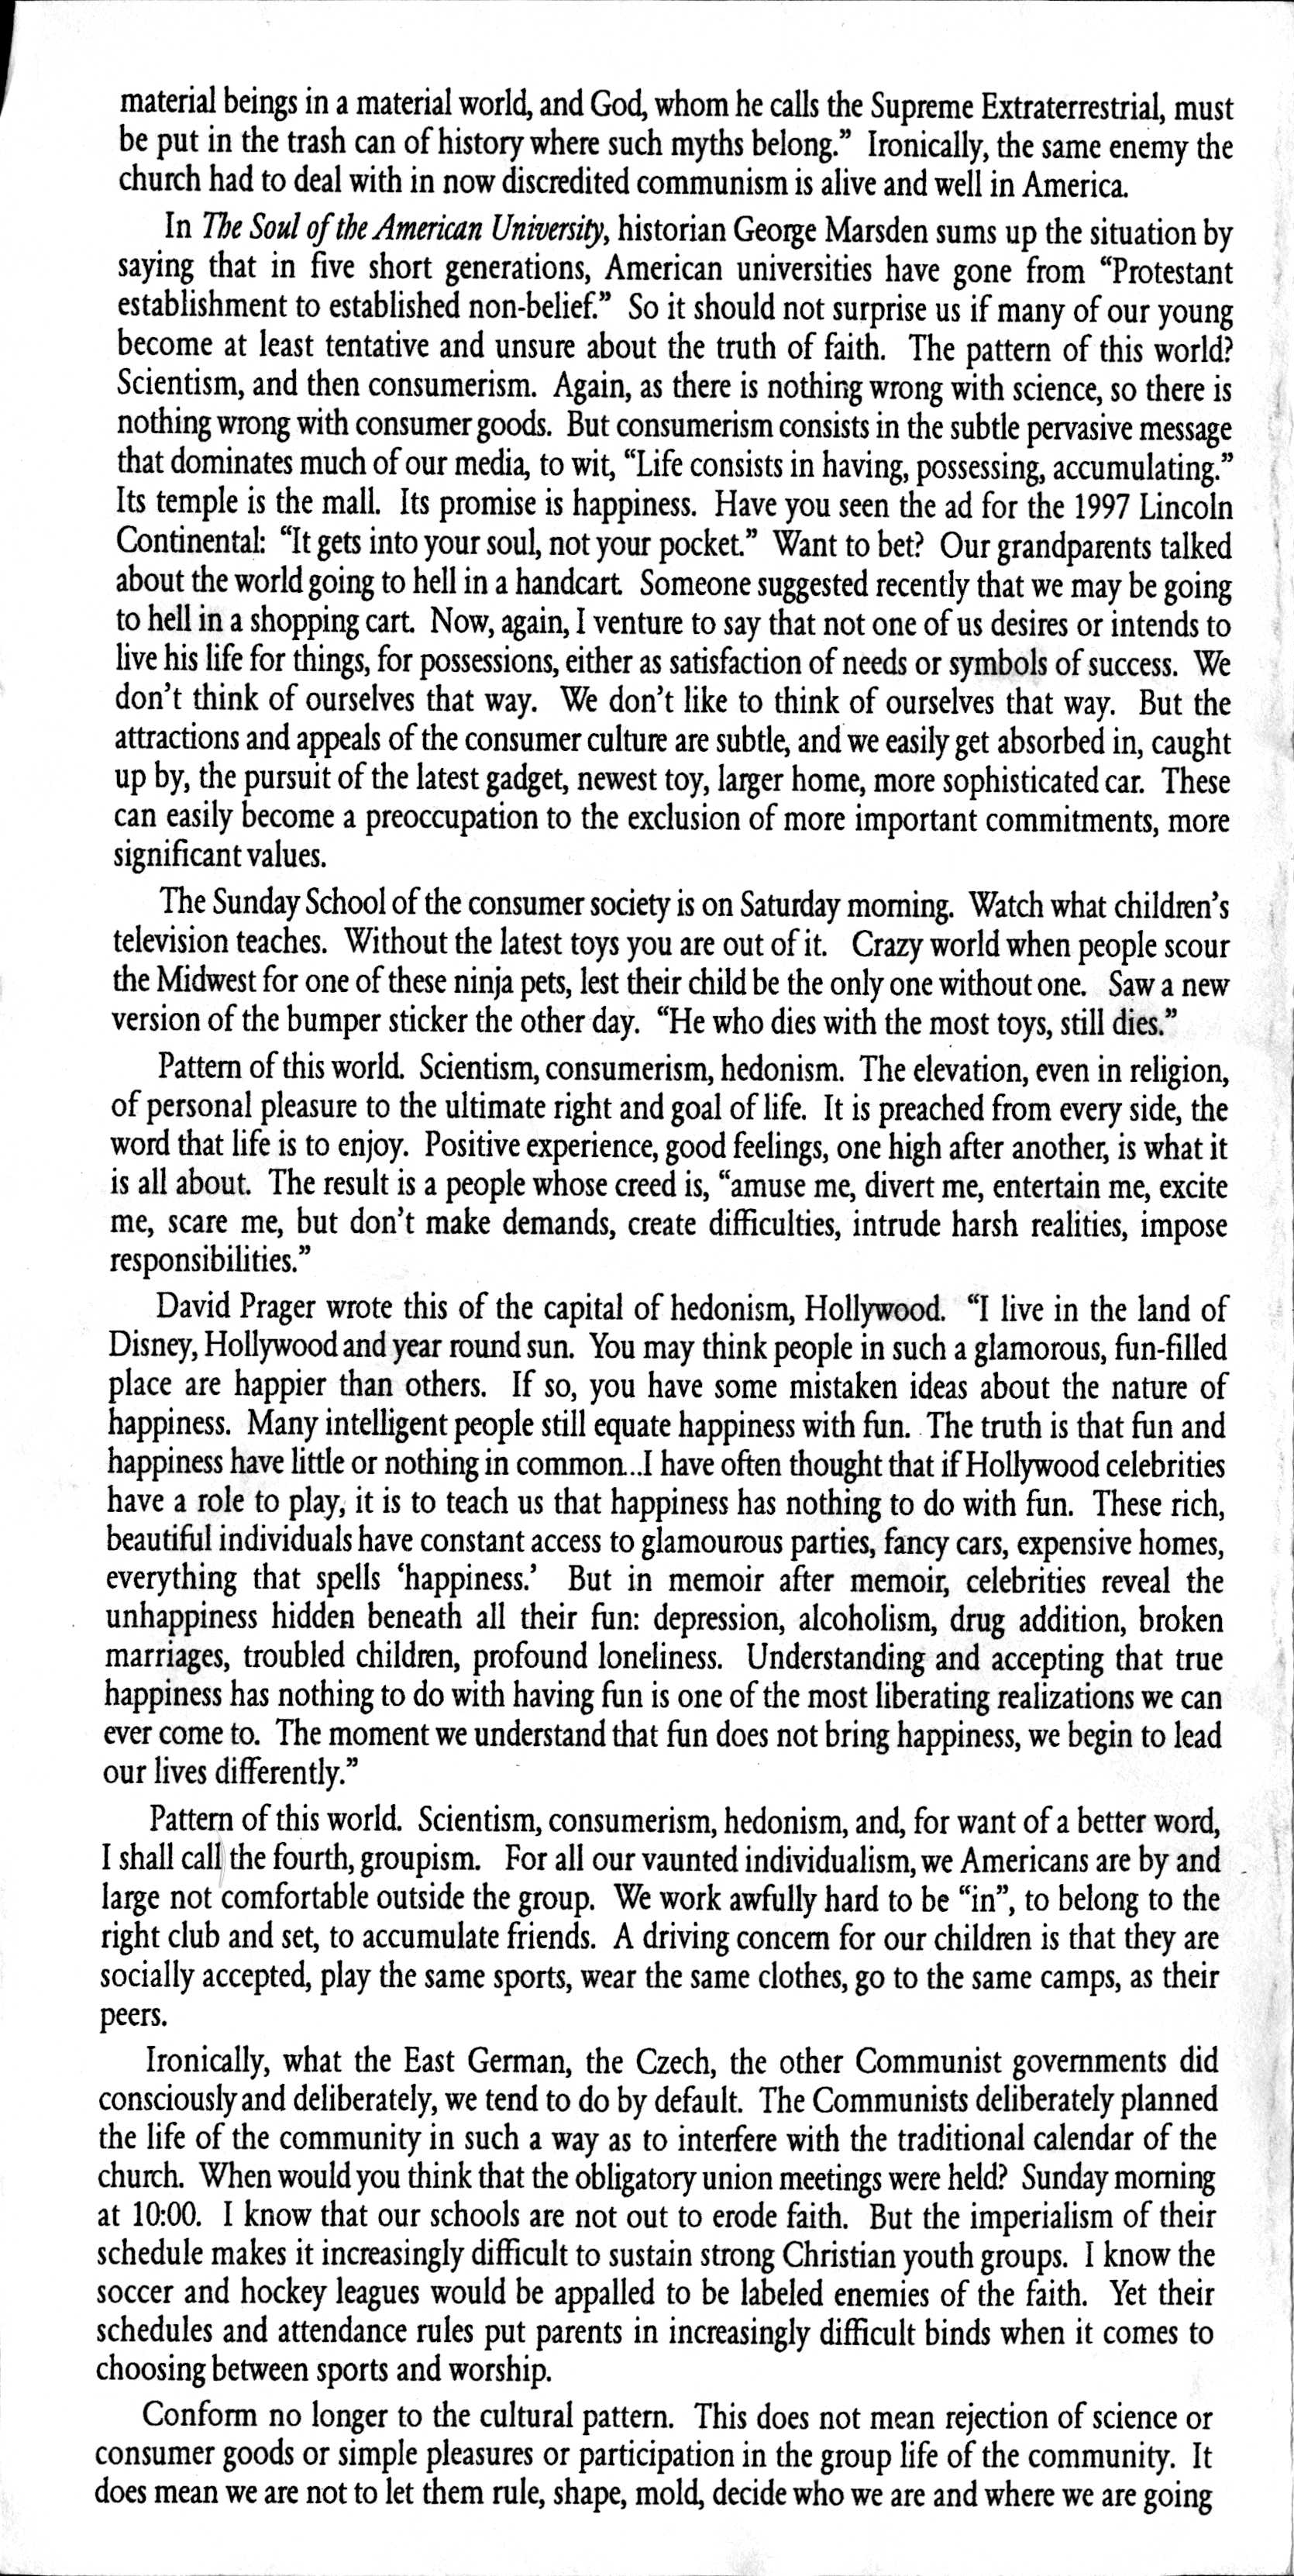 material beings in a material world, and God, whom he calls the Supreme Extraterrestrial, must
be put in the trash can of history where such myths belong.” Ironically, the same enemy the
church had to deal with in now discredited communism is alive and well in America.
In The Soul of the American University, historian George Marsden sums up the situation by
saying that in five short generations, American universities have gone from “Protestant
establishment to established non-belief.” So it should not surprise us if many of our young
become at least tentative and unsure about the truth of faith. The pattern of this world?
Scientism, and then consumerism. Again, as there is nothing wrong with science, so there is
nothing wrong with consumer goods. But consumerism consists in the subtle pervasive message
that dominates much of our media, to wit, “Life consists in having, possessing, accumulating.”
Its temple is the mall. Its promise is happiness. Have you seen the ad for the 1997 Lincoln
Continental: “It gets into your soul, not your pocket.” Want to bet? Our grandparents talked
about the world going to hell in a handcart. Someone suggested recently that we may be going
to hell in a shopping cart. Now, again, I venture to say that not one of us desires or intends to
live his life for things, for possessions, either as satisfaction of needs or symbols of success. We
don’t think of ourselves that way. We don’t like to think of ourselves that way. But the
attractions and appeals of the consumer culture are subtle, and we easily get absorbed in, caught
up by, the pursuit of the latest gadget, newest toy, larger home, more sophisticated car. These
can easily become a preoccupation to the exclusion of more important commitments, more
significant values.
The Sunday School of the consumer society is on Saturday morning. Watch what children’s
television teaches. Without the latest toys you are out of it. Crazy world when people scour
the Midwest for one of these ninja pets, lest their child be the only one without one. Saw a new
version of the bumper sticker the other day. “He who dies with the most toys, still dies.”
Pattern of this world. Scientism, consumerism, hedonism. The elevation, even in religion,
of personal pleasure to the ultimate right and goal of life. It is preached from every side, the
word that life is to enjoy. Positive experience, good feelings, one high after another, is what it
is all about. The result is a people whose creed is, “amuse me, divert me, entertain me, excite
me, scare me, but don’t make demands, create difficulties, intrude harsh realities, impose
responsibilities.”
David Prager wrote this of the capital of hedonism, Hollywood. “I live in the land of
Disney, Hollywood and year round sun. You may think people in such a glamorous, fun-filled
place are happier than others. If so, you have some mistaken ideas about the nature of
happiness. Many intelligent people still equate happiness with fun. The truth is that fun and
happiness have little or nothing in common...I have often thought that if Hollywood celebrities
have a role to play, it is to teach us that happiness has nothing to do with fun. These rich,
beautiful individuals have constant access to glamourous parties, fancy cars, expensive homes,
everything that spells ‘happiness.’ But in memoir after memoir, celebrities reveal the
unhappiness hidden beneath all their fun: depression, alcoholism, drug addition, broken
marriages, troubled children, profound loneliness. Understanding and accepting that true
happiness has nothing to do with having fun is one of the most liberating realizations we can
ever come to. The moment we understand that fun does not bring happiness, we begin to lead
our lives differently.”
Pattern of this world. Scientism, consumerism, hedonism, and, for want of a better word,
I shall call the fourth, groupism. For all our vaunted individualism, we Americans are by and
large not comfortable outside the group. We work awfully hard to be “in”, to belong to the
right club and set, to accumulate friends. A driving concern for our children is that they are
socially accepted, play the same sports, wear the same clothes, go to the same camps, as their
peers.
Ironically, what the East German, the Czech, the other Communist governments did
consciously and deliberately, we tend to do by default. The Communists deliberately planned
the life of the community in such a way as to interfere with the traditional calendar of the
church. When would you think that the obligatory union meetings were held? Sunday morning
at 10:00. I know that our schools are not out to erode faith. But the imperialism of their
schedule makes it increasingly difficult to sustain strong Christian youth groups. I know the
soccer and hockey leagues would be appalled to be labeled enemies of the faith. Yet their
schedules and attendance rules put parents in increasingly difficult binds when it comes to
choosing between sports and worship.
Conform no longer to the cultural pattern. This does not mean rejection of science or
consumer goods or simple pleasures or participation in the group life of the community. It
does mean we are not to let them rule, shape, mold, decide who we are and where we are going